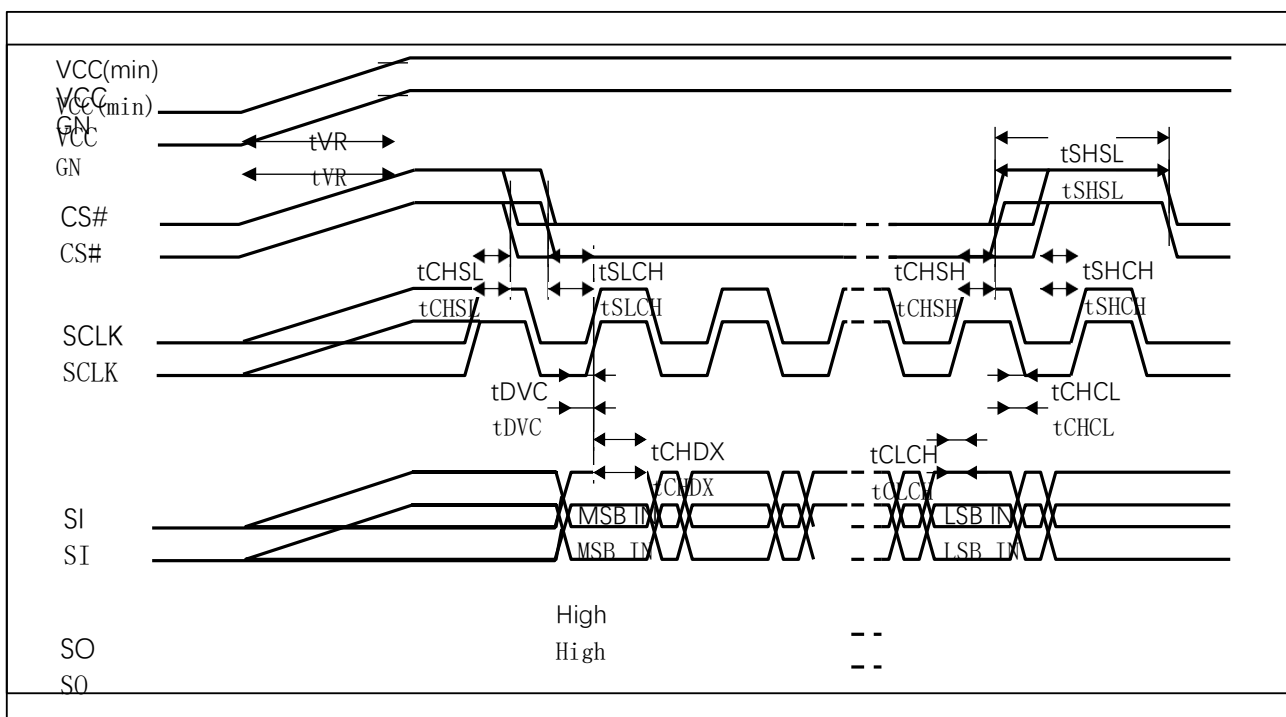 VCC(min)
VCC
VCC(min)
GN
VCC
GN
tVR
tVR
tSHSL
tSHSL
CS#
CS#
tCHSL
tSLCH
tCHSH
tSHCH
tCHSL
tSLCH
tCHSH
tSHCH
SCLK
SCLK
tDVC
tCHCL
tDVC
tCHCL
tCHDX
tCLCH
tCHDX
tCLCH
SI
MSB IN
LSB IN
SI
MSB IN
LSB IN
High
High
SO
SO